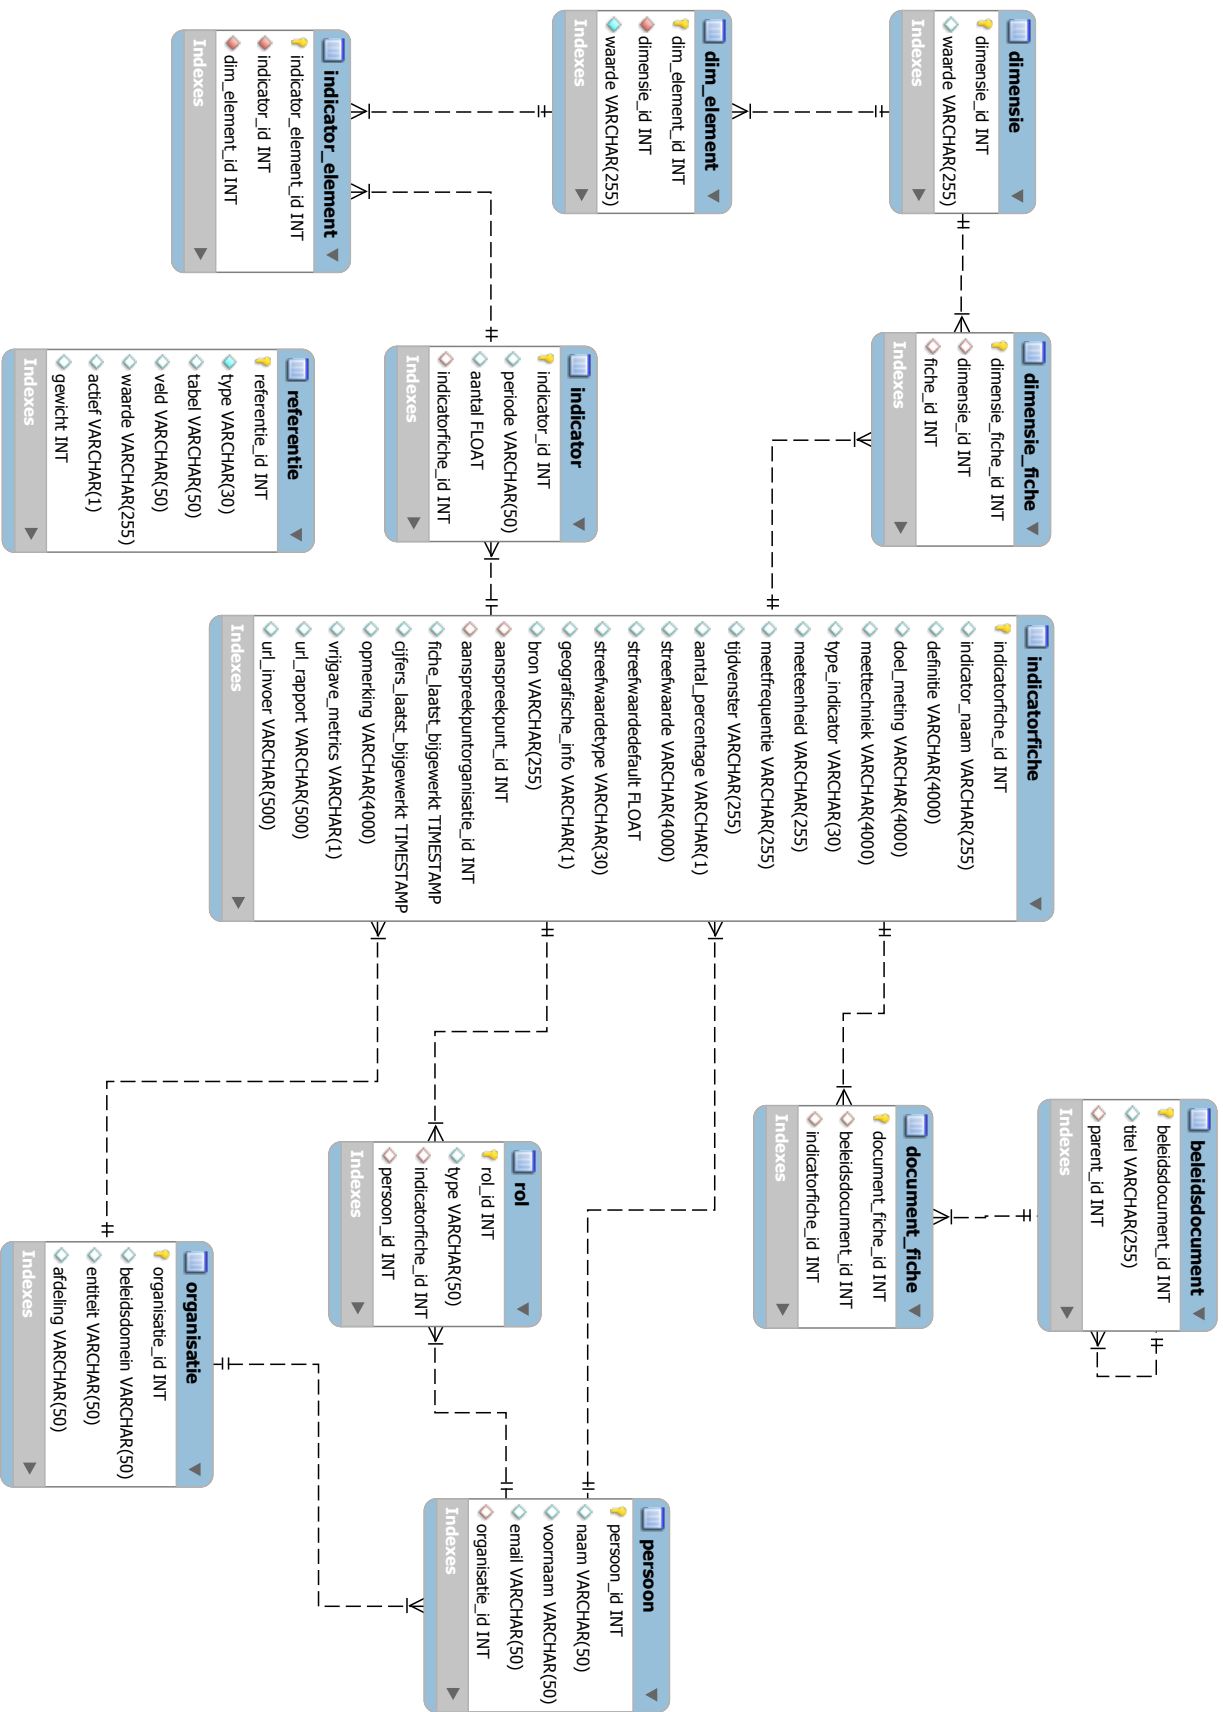 dimensie
dimensie_id INT
waarde VARCHAR(255)
Indexes
dimensie_fiche
dimensie_fiche_id INT
dimensie_id INT
fiche_id INT
Indexes
dim_element
dim_element_id INT
dimensie_id INT
waarde VARCHAR(255)
Indexes
indicator_element
indicator_element_id INT
indicator_id INT
dim_element_id INT
Indexes
indicator
indicator_id INT
periode VARCHAR(50)
aantal FLOAT
indicatorfiche_id INT
Indexes
referentie
referentie_id INT
type VARCHAR(30)
tabel VARCHAR(50)
veld VARCHAR(50)
waarde VARCHAR(255)
actief VARCHAR(1)
gewicht INT
Indexes
indicatorfiche
indicatorfiche_id INT
indicator_naam VARCHAR(255)
definitie VARCHAR(4000)
doel_meting VARCHAR(4000)
meettechniek VARCHAR(4000)
type_indicator VARCHAR(30)
meeteenheid VARCHAR(255)
meetfrequentie VARCHAR(255)
tijdvenster VARCHAR(255)
aantal_percentage VARCHAR(1)
streefwaarde VARCHAR(4000)
streefwaardedefault FLOAT
streefwaardetype VARCHAR(30)
geografische_info VARCHAR(1)
bron VARCHAR(255)
aanspreekpunt_id INT
aanspreekpuntorganisatie_id INT
fiche_laatst_bijgewerkt TIMESTAMP
cijfers_laatst_bijgewerkt TIMESTAMP
opmerking VARCHAR(4000)
vrijgave_metrics VARCHAR(1)
url_rapport VARCHAR(500)
url_invoer VARCHAR(500)
Indexes
beleidsdocument
beleidsdocument_id INT
titel VARCHAR(255)
parent_id INT
Indexes
document_fiche
document_fiche_id INT
beleidsdocument_id INT
indicatorfiche_id INT
Indexes
rol
rol_id INT
type VARCHAR(50)
indicatorfiche_id INT
persoon_id INT
Indexes
organisatie
organisatie_id INT
beleidsdomein VARCHAR(50)
entiteit VARCHAR(50)
afdeling VARCHAR(50)
Indexes
persoon
persoon_id INT
naam VARCHAR(50)
voornaam VARCHAR(50)
email VARCHAR(50)
organisatie_id INT
Indexes